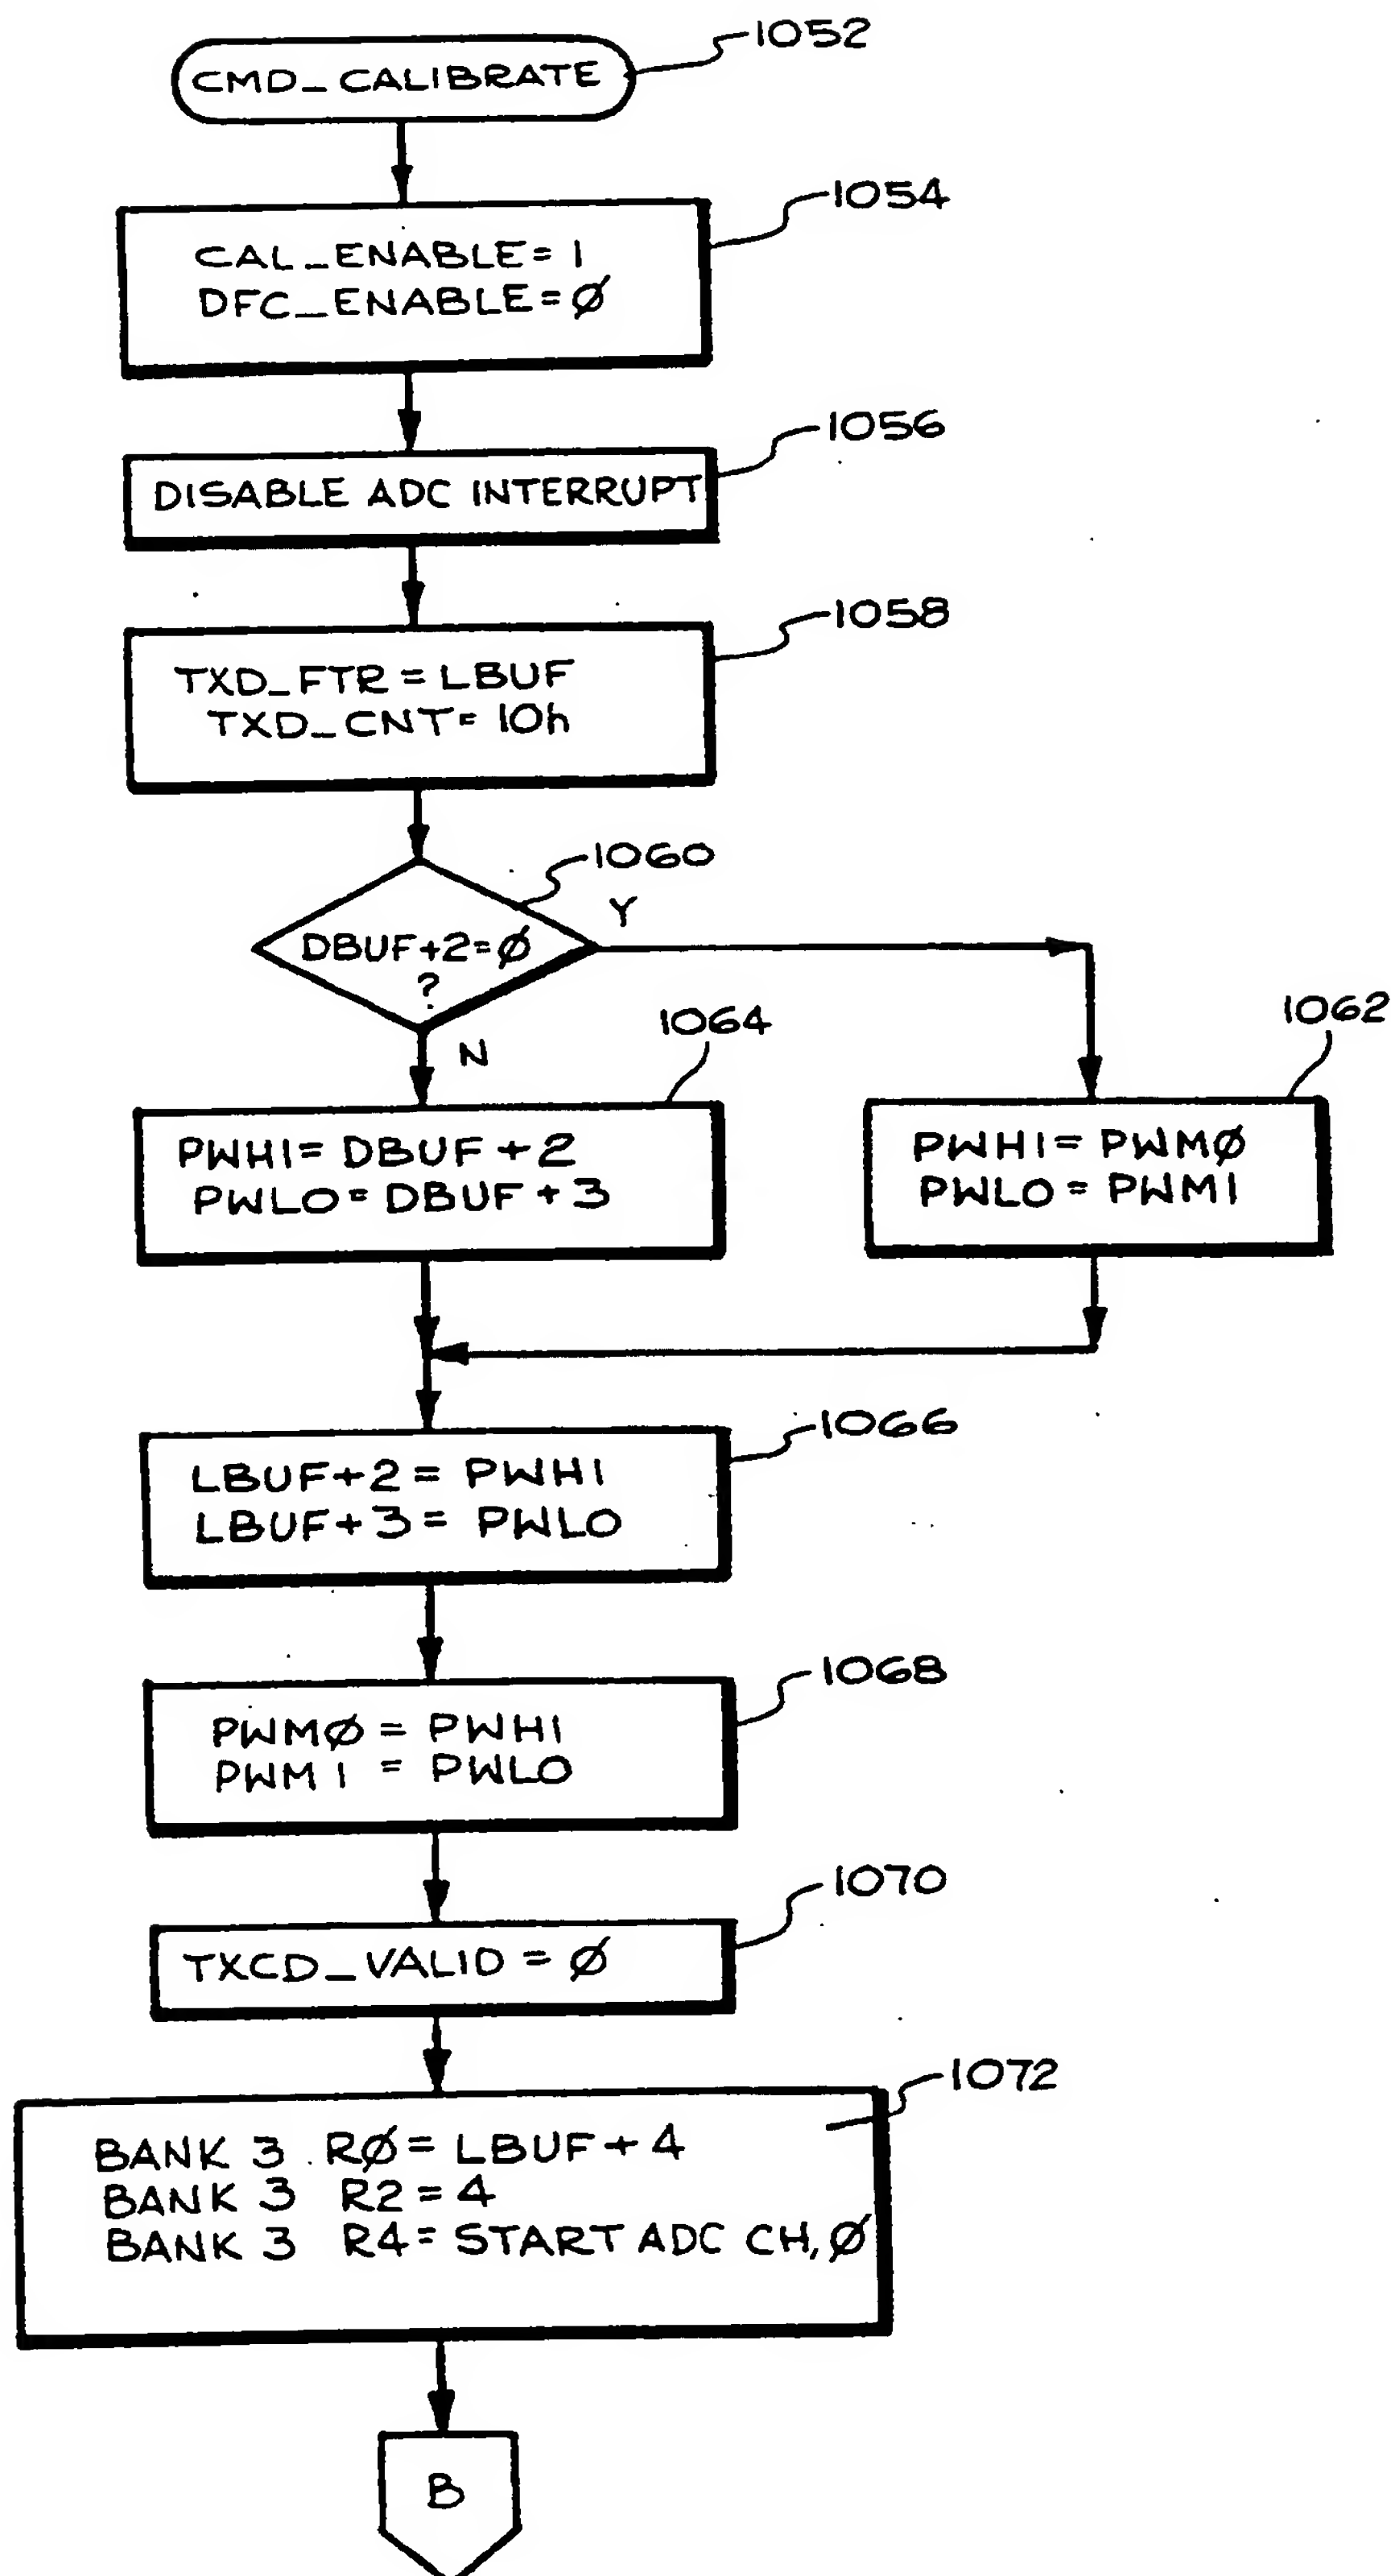 1052
CMD_CALIBRATE
1054
CAL_ENABLE=1
DFC_ENABLE=Ø
1056
DISABLE ADC INTERRUPT
1058
TXD_FTR=LBUF
TXD_CNT=10h
1060
Y
DBUF+2=Ø
?
N
1064
1062
PWHI=DBUF+2
PWLO=DBUF+3
PWHI=PWMØ
PWLO=PWM1
1066
LBUF+2=PWHI
LBUF+3=PWLO
1068
PWMØ=PWHI
PWM1=PWLO
1070
TXCD_VALID=Ø
1072
BANK 3 RØ=LBUF+4
BANK 3 R2=4
BANK 3 R4=START ADC CH,Ø
B